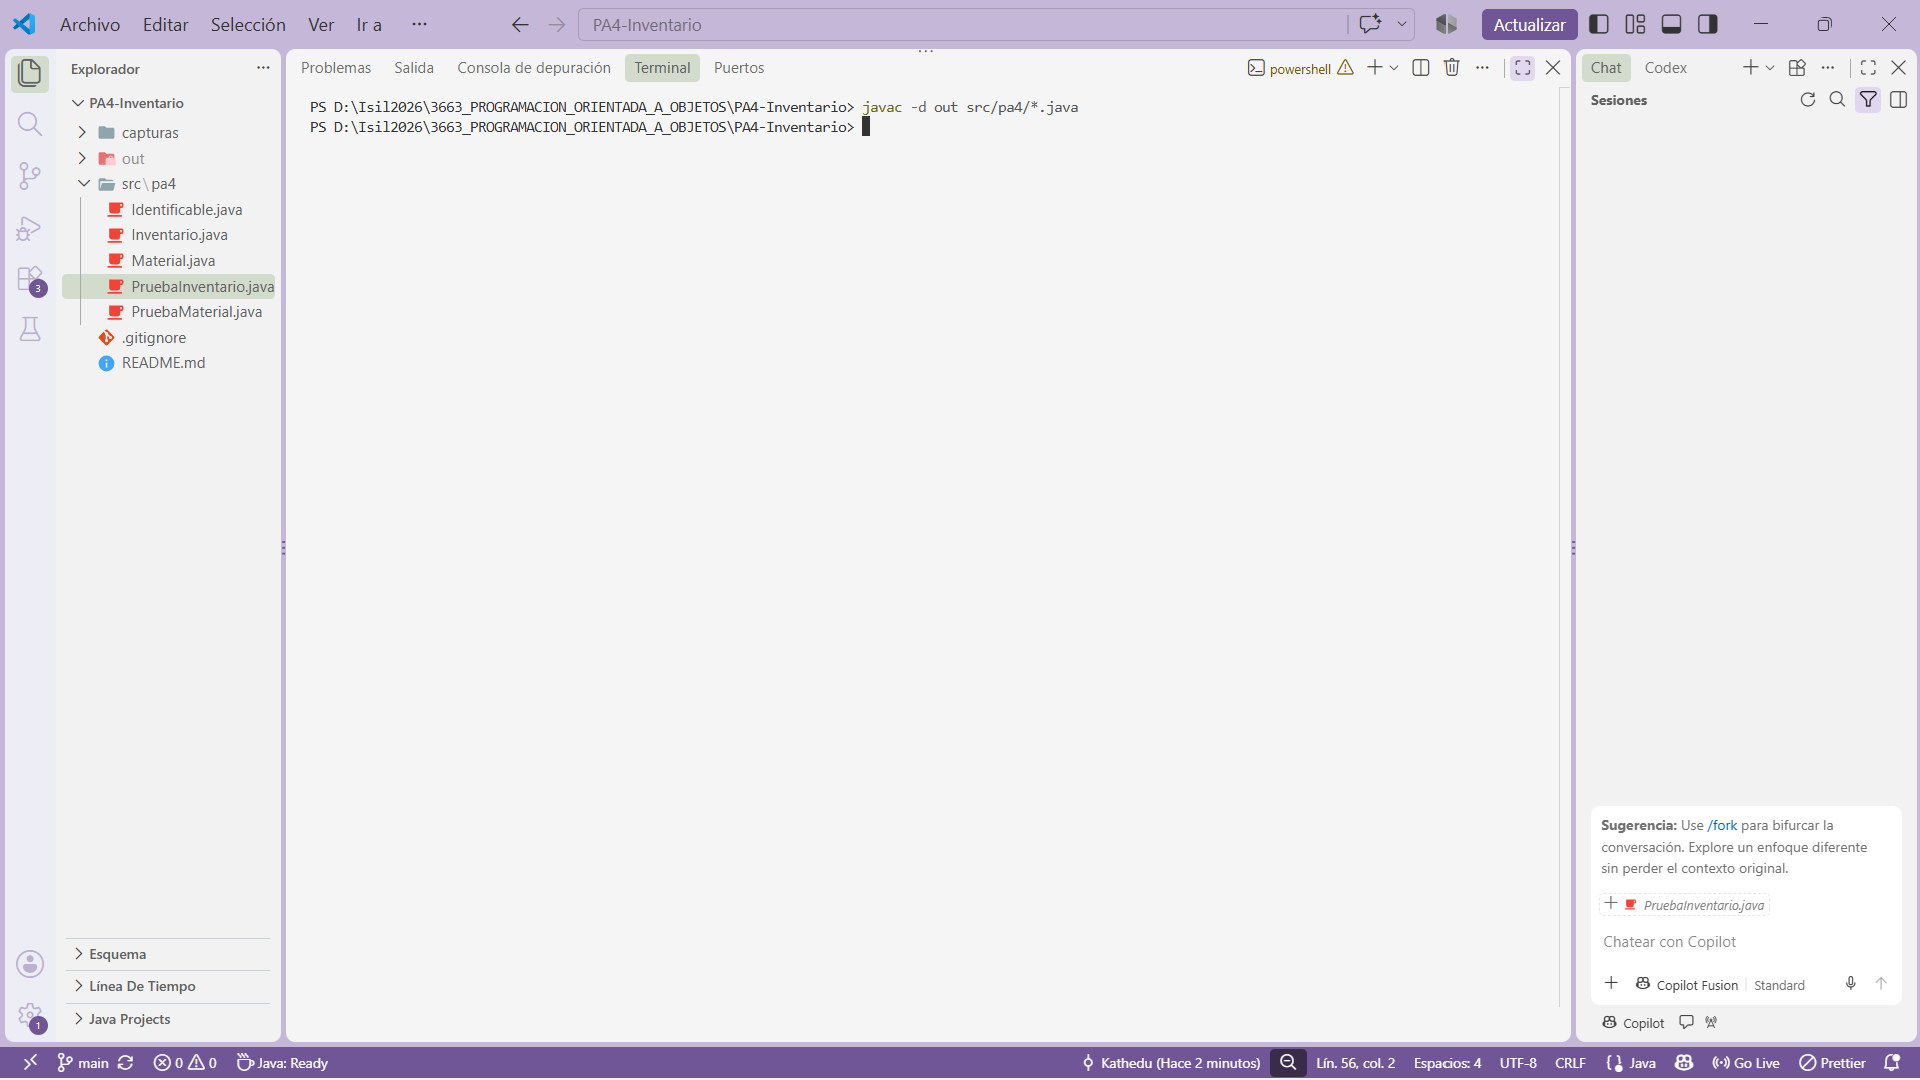 Archivo Editar Selección Ver Ir a ···
PA4-Inventario
Actualizar
Explorador
PA4-Inventario
capturas
out
src\pa4
Identificable.java
Inventario.java
Material.java
PruebaInventario.java
PruebaMaterial.java
.gitignore
README.md
Esquema
Línea De Tiempo
Java Projects
3
1
Problemas Salida Consola de depuración Terminal Puertos
powershell
PS D:\Isil2026\3663_PROGRAMACION_ORIENTADA_A_OBJETOS\PA4-Inventario> javac -d out src/pa4/*.java
PS D:\Isil2026\3663_PROGRAMACION_ORIENTADA_A_OBJETOS\PA4-Inventario>
Chat Codex
Sesiones
Sugerencia: Use /fork para bifurcar la
conversación. Explore un enfoque diferente
sin perder el contexto original.
PruebaInventario.java
Chatear con Copilot
Copilot Fusion Standard
Copilot
main 0 0 Java: Ready
Kathedu (Hace 2 minutos) Lín. 56, col. 2 Espacios: 4 UTF-8 CRLF Java Go Live Prettier